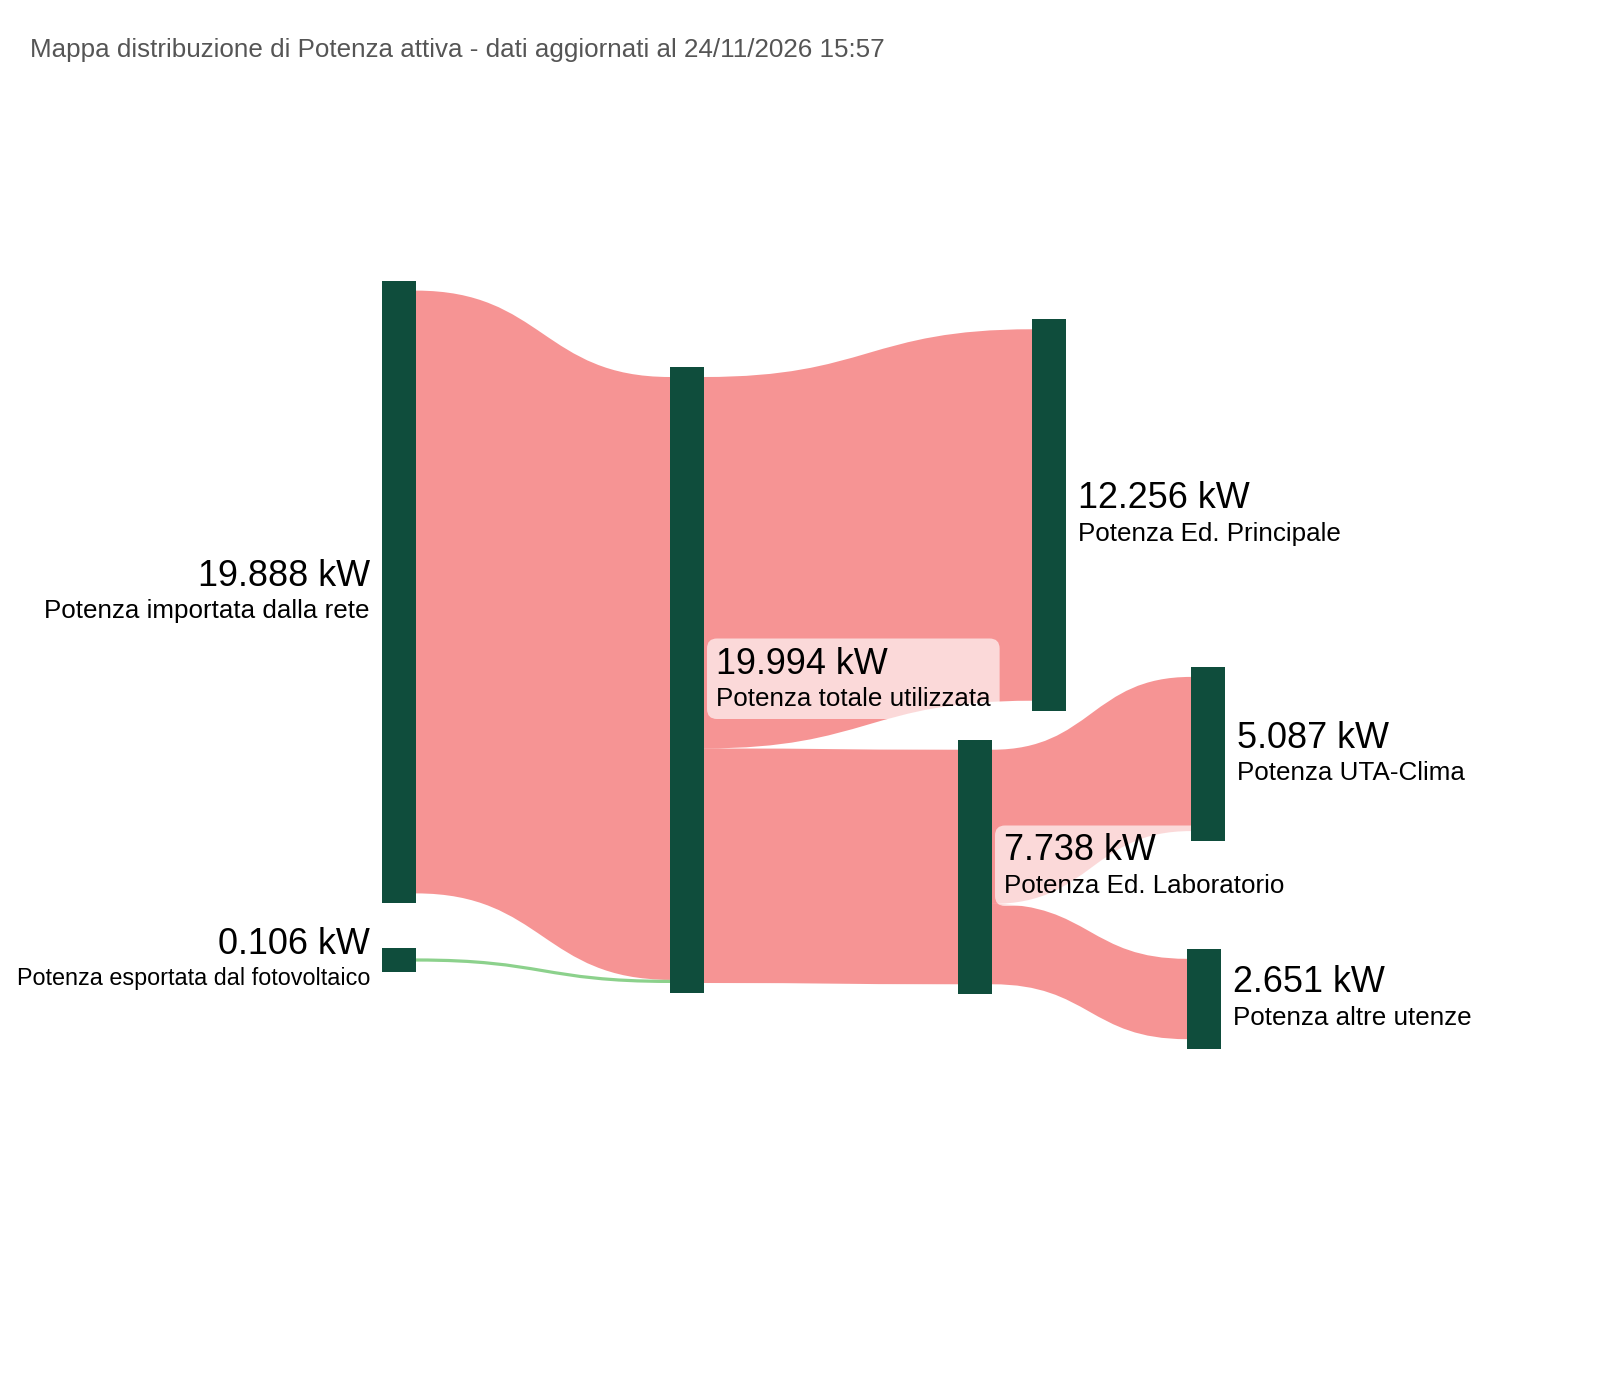 Mappa distribuzione di Potenza attiva - dati aggiornati al 24/11/2026 15:57
12.256 kW
Potenza Ed. Principale
19.888 kW
Potenza importata dalla rete
19.994 kW
Potenza totale utilizzata
5.087 kW
Potenza UTA-Clima
7.738 kW
Potenza Ed. Laboratorio
0.106 kW
Potenza esportata dal fotovoltaico
2.651 kW
Potenza altre utenze